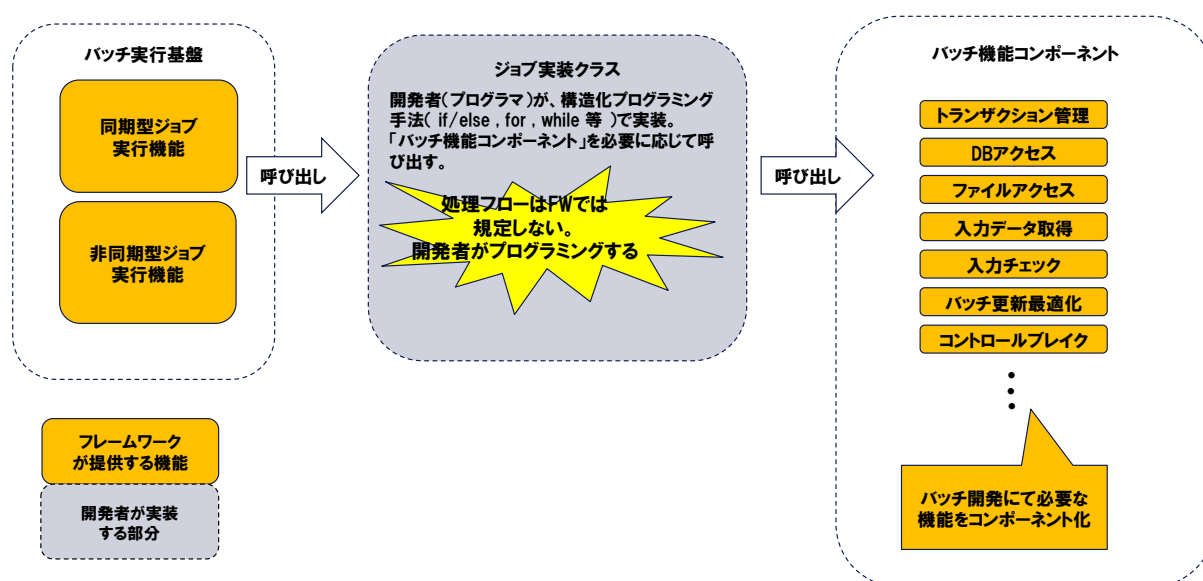 バッチ実行基盤
同期型ジョブ
実行機能
非同期型ジョブ
実行機能
呼び出し
ジョブ実装クラス
開発者(プログラマ)が、構造化プログラミング
手法( if/else , for , while 等 )で実装。
「バッチ機能コンポーネント」を必要に応じて呼
び出す。
処理フローはFWでは
規定しない。
開発者がプログラミングする
呼び出し
バッチ機能コンポーネント
トランザクション管理
DBアクセス
ファイルアクセス
入力データ取得
入力チェック
バッチ更新最適化
コントロールブレイク
バッチ開発にて必要な
機能をコンポーネント化
フレームワーク
が提供する機能
開発者が実装
する部分